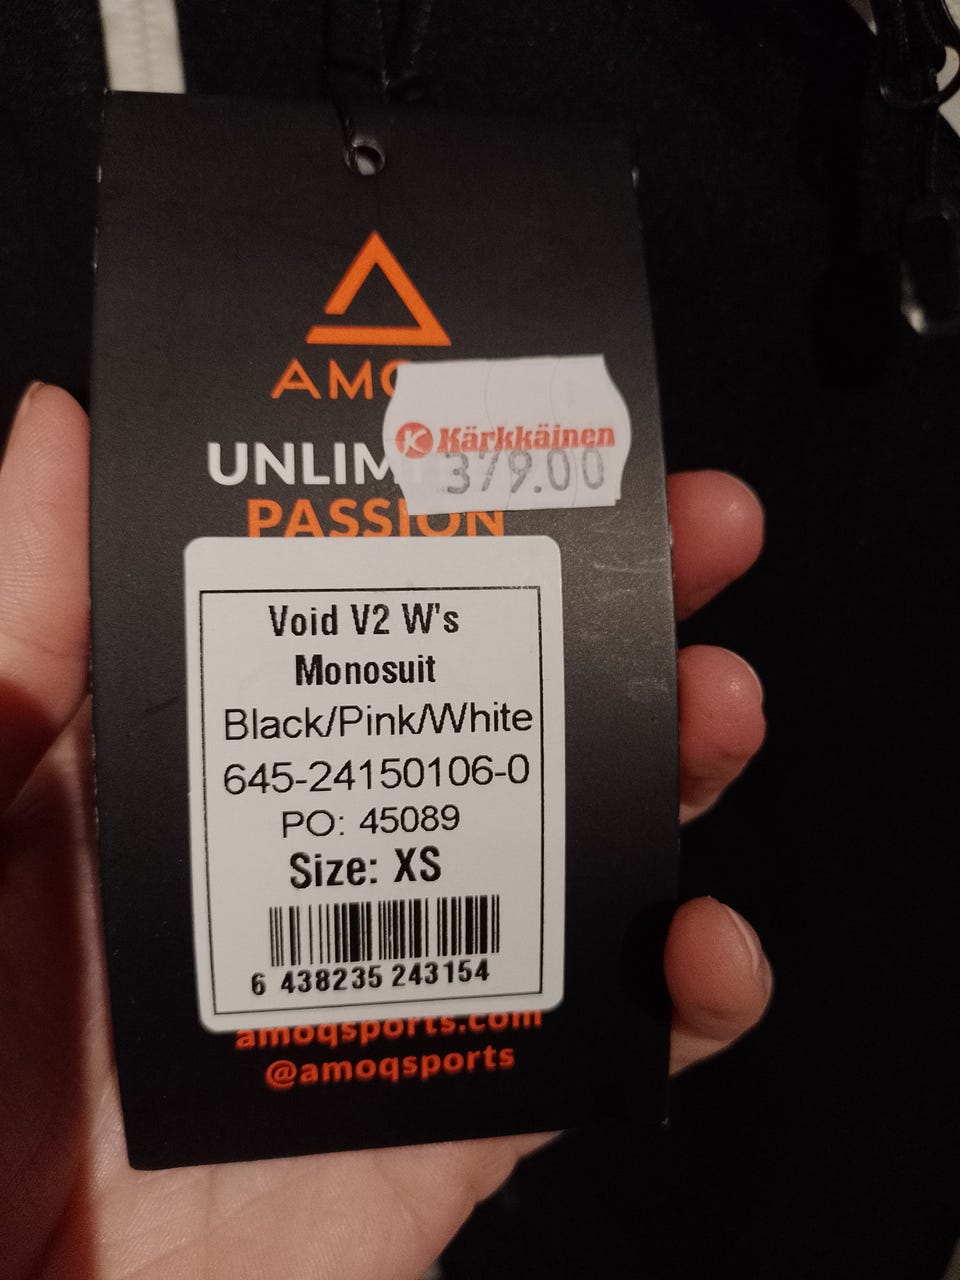 AMO
Kärkkäinen
379.00
UNLIM
PASSION
Void V2 W's
Monosuit
Black/Pink/White
645-24150106-0
PO: 45089
Size: XS
6 438235 243154
amoqsports.com
@amoqsports